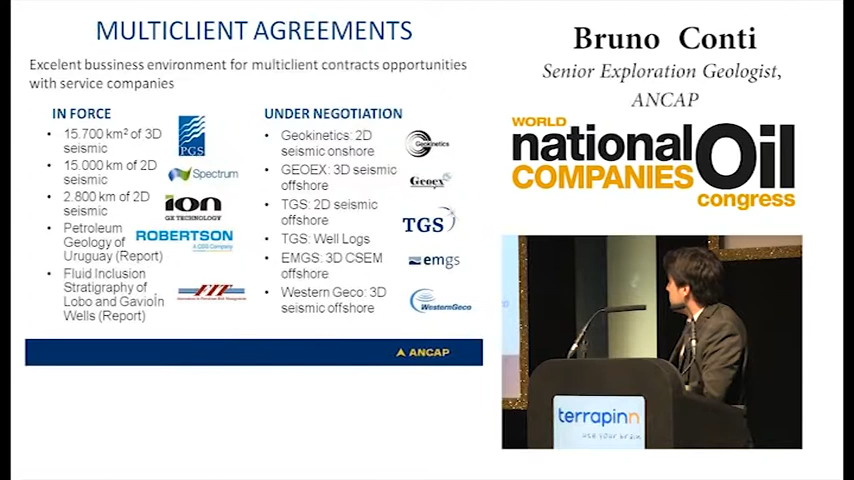 MULTICLIENT AGREEMENTS
Excelent bussiness environment for multiclient contracts opportunities
with service companies
IN FORCE
• 15.700 km² of 3D
seismic
PGS
• 15.000 km of 2D
seismic
Spectrum
• 2.800 km of 2D
seismic
ion
GX TECHNOLOGY
• Petroleum
Geology of
Uruguay (Report)
ROBERTSON
A CGG Company
• Fluid Inclusion
Stratigraphy of
Lobo and Gavioín
Wells (Report)
FIT
UNDER NEGOTIATION
• Geokinetics: 2D
seismic onshore
Geokinetics
• GEOEX: 3D seismic
offshore
Geoex
• TGS: 2D seismic
offshore
TGS
• TGS: Well Logs
• EMGS: 3D CSEM
offshore
emgs
• Western Geco: 3D
seismic offshore
WesternGeco
ANCAP
Bruno Conti
Senior Exploration Geologist,
ANCAP
WORLD
national Oil
COMPANIES
congress
terrapinn
use your brain